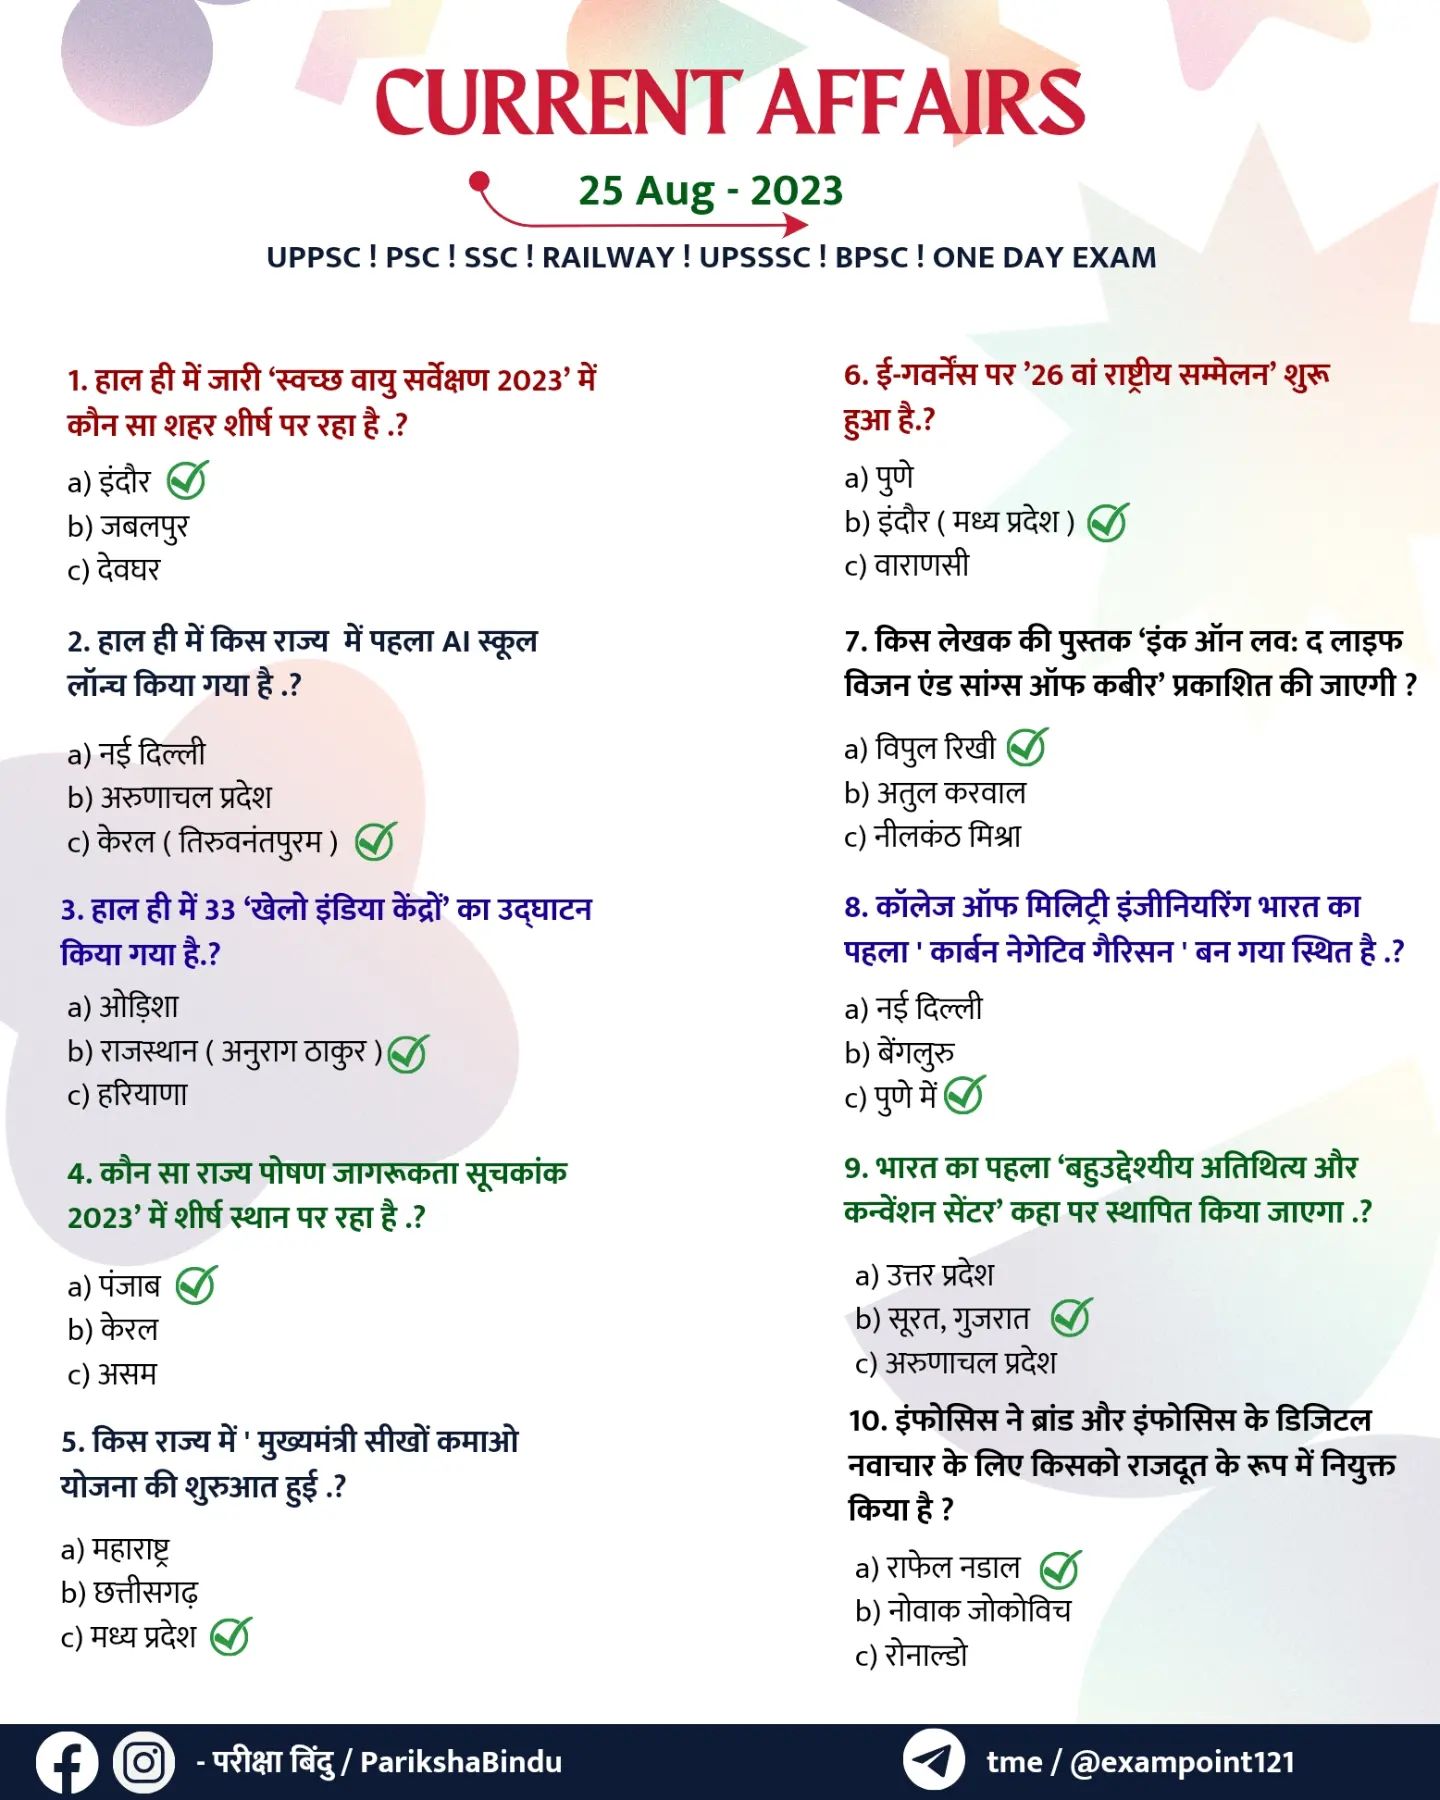 CURRENT AFFAIRS
25 Aug - 2023
UPPSC ! PSC ! SSC ! RAILWAY ! UPSSSC ! BPSC ! ONE DAY EXAM
1. हाल ही में जारी ‘स्वच्छ वायु सर्वेक्षण 2023’ में
कौन सा शहर शीर्ष पर रहा है .?
a) इंदौर
b) जबलपुर
c) देवघर
2. हाल ही में किस राज्य में पहला AI स्कूल
लॉन्च किया गया है .?
a) नई दिल्ली
b) अरुणाचल प्रदेश
c) केरल ( तिरुवनंतपुरम )
3. हाल ही में 33 ‘खेलो इंडिया केंद्रों’ का उद्घाटन
किया गया है.?
a) ओड़िशा
b) राजस्थान ( अनुराग ठाकुर )
c) हरियाणा
4. कौन सा राज्य पोषण जागरूकता सूचकांक
2023’ में शीर्ष स्थान पर रहा है .?
a) पंजाब
b) केरल
c) असम
5. किस राज्य में ' मुख्यमंत्री सीखों कमाओ
योजना की शुरुआत हुई .?
a) महाराष्ट्र
b) छत्तीसगढ़
c) मध्य प्रदेश
6. ई-गवर्नेंस पर ’26 वां राष्ट्रीय सम्मेलन’ शुरू
हुआ है.?
a) पुणे
b) इंदौर ( मध्य प्रदेश )
c) वाराणसी
7. किस लेखक की पुस्तक ‘इंक ऑन लव: द लाइफ
विजन एंड सांग्स ऑफ कबीर’ प्रकाशित की जाएगी ?
a) विपुल रिखी
b) अतुल करवाल
c) नीलकंठ मिश्रा
8. कॉलेज ऑफ मिलिट्री इंजीनियरिंग भारत का
पहला ' कार्बन नेगेटिव गैरिसन ' बन गया स्थित है .?
a) नई दिल्ली
b) बेंगलुरु
c) पुणे में
9. भारत का पहला ‘बहुउद्देश्यीय अतिथित्य और
कन्वेंशन सेंटर’ कहा पर स्थापित किया जाएगा .?
a) उत्तर प्रदेश
b) सूरत, गुजरात
c) अरुणाचल प्रदेश
10. इंफोसिस ने ब्रांड और इंफोसिस के डिजिटल
नवाचार के लिए किसको राजदूत के रूप में नियुक्त
किया है ?
a) राफेल नडाल
b) नोवाक जोकोविच
c) रोनाल्डो
- परीक्षा बिंदु / ParikshaBindu
tme / @exampoint121